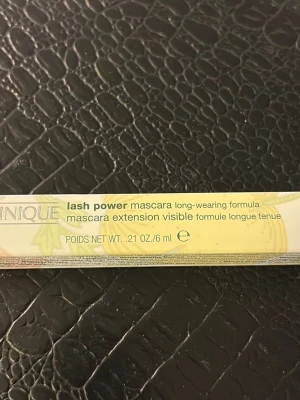 INIQUE
lash power mascara long-wearing formula
mascara extension visible formule longue tenue
POIDS NET WT. .21 OZ./6 ml ℮